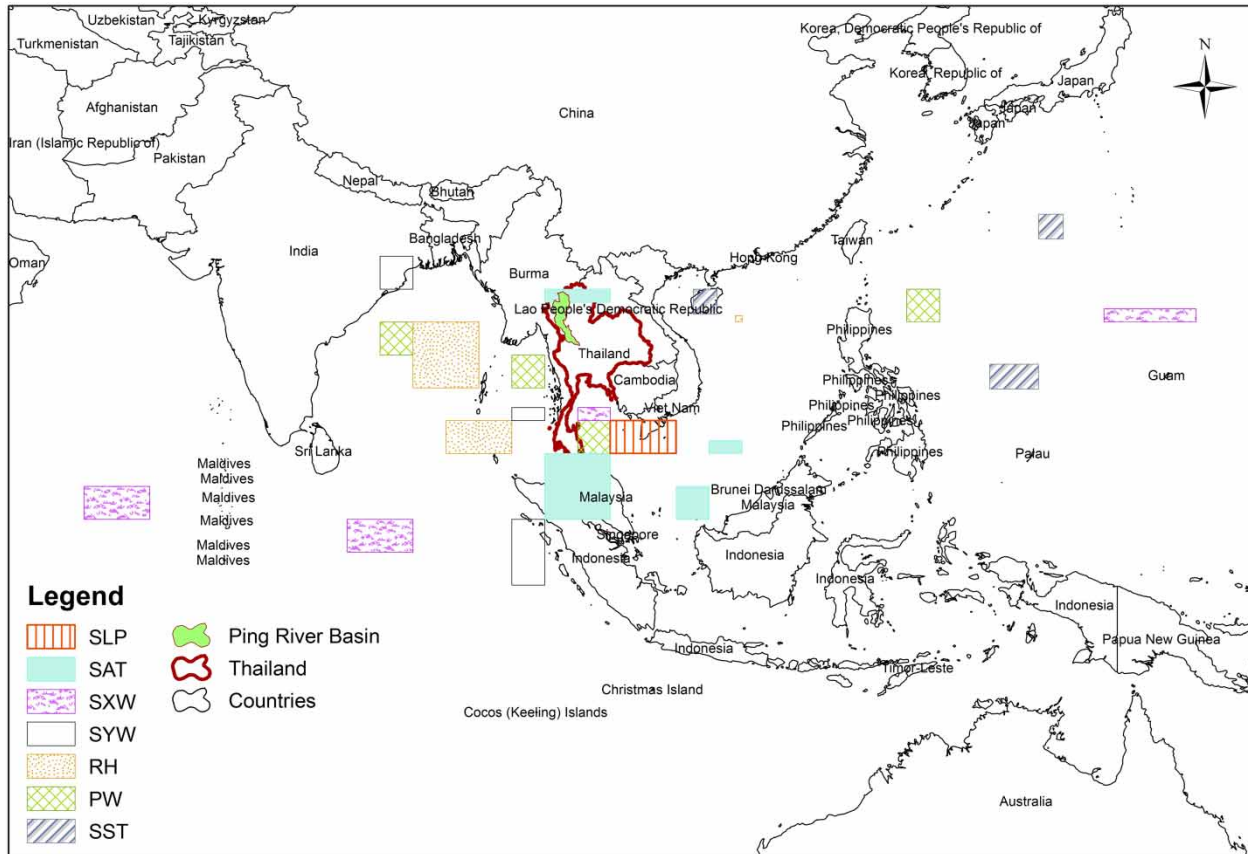 Uzbekistan
Kyrgyzstan
Korea, Democratic People's Republic of
Turkmenistan
Tajikistan
N
Korea, Republic of
Japan
Afghanistan
China
Japan
Japan
Iran (Islamic Republic of)
Pakistan
Nepal
Bhutan
Bangladesh
Taiwan
India
Hong Kong
Oman
Burma
Lao People's Democratic Republic
Philippines
Thailand
Guam
Cambodia
Philippines
Philippines
Viet Nam
Philippines
Philippines
Philippines
Sri Lanka
Philippines
Palau
Maldives
Maldives
Brunei Darussalam
Maldives
Malaysia
Malaysia
Maldives
Singapore
Maldives
Indonesia
Indonesia
Maldives
Indonesia
Legend
Indonesia
SLP
Ping River Basin
Papua New Guinea
Indonesia
SAT
Thailand
Timor-Leste
Christmas Island
SXW
Countries
Cocos (Keeling) Islands
SYW
RH
PW
Australia
SST